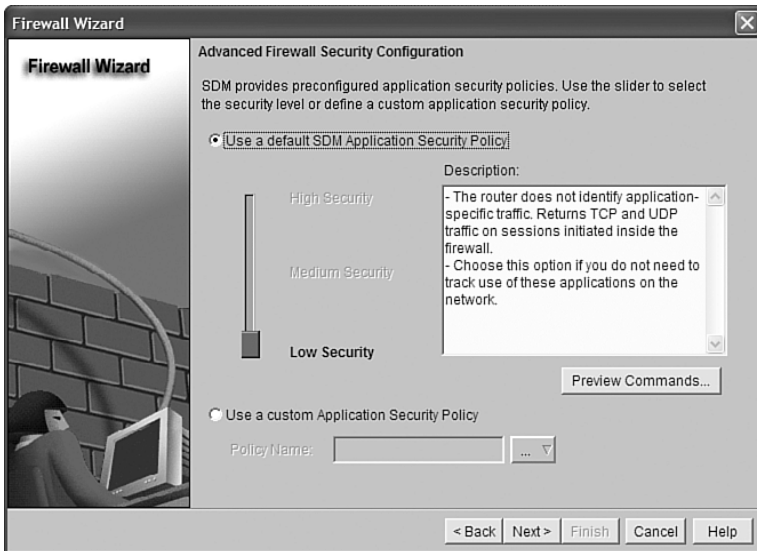 Firewall Wizard
Firewall Wizard
Advanced Firewall Security Configuration
SDM provides preconfigured application security policies. Use the slider to select
the security level or define a custom application security policy.
Use a default SDM Application Security Policy
Description:
High Security
Medium Security
Low Security
- The router does not identify application-
specific traffic. Returns TCP and UDP
traffic on sessions initiated inside the
firewall.
- Choose this option if you do not need to
track use of these applications on the
network.
Preview Commands...
Use a custom Application Security Policy
Policy Name:
...
< Back
Next >
Finish
Cancel
Help